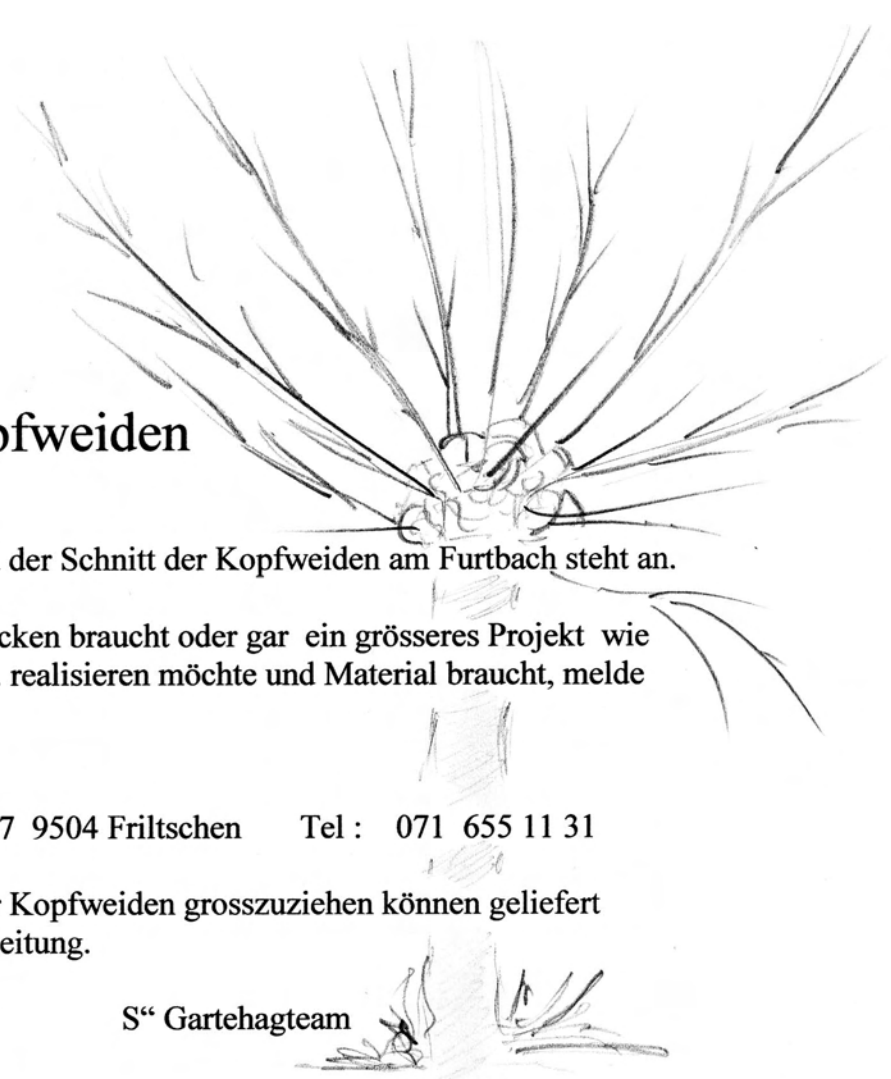 pfweiden
der Schnitt der Kopfweiden am Furtbach steht an.
cken braucht oder gar  ein grösseres Projekt  wie
realisieren möchte und Material braucht, melde
7  9504 Friltschen       Tel :    071  655 11 31
Kopfweiden grosszuziehen können geliefert
eitung.
S“ Gartehagteam